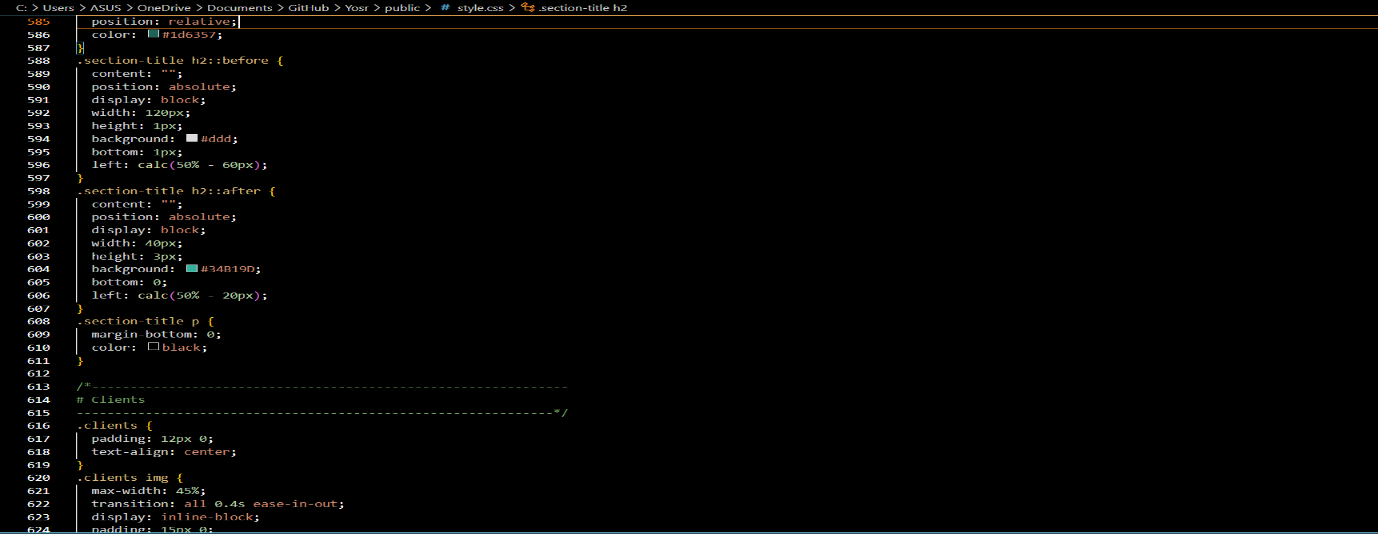 C: > Users > ASUS > OneDrive > Documents > GitHub > Yosr > public > # style.css > .section-title h2
585 position: relative;
586 color: #1d6357;
587 }
588 .section-title h2::before {
589 content: "";
590 position: absolute;
591 display: block;
592 width: 120px;
593 height: 1px;
594 background: #ddd;
595 bottom: 1px;
596 left: calc(50% - 60px);
597 }
598 .section-title h2::after {
599 content: "";
600 position: absolute;
601 display: block;
602 width: 40px;
603 height: 3px;
604 background: #34B19D;
605 bottom: 0;
606 left: calc(50% - 20px);
607 }
608 .section-title p {
609 margin-bottom: 0;
610 color: black;
611 }
612
613 /*--------------------------------------------------------------
614 # Clients
615 --------------------------------------------------------------*/
616 .clients {
617 padding: 12px 0;
618 text-align: center;
619 }
620 .clients img {
621 max-width: 45%;
622 transition: all 0.4s ease-in-out;
623 display: inline-block;
624 padding: 15px 0;